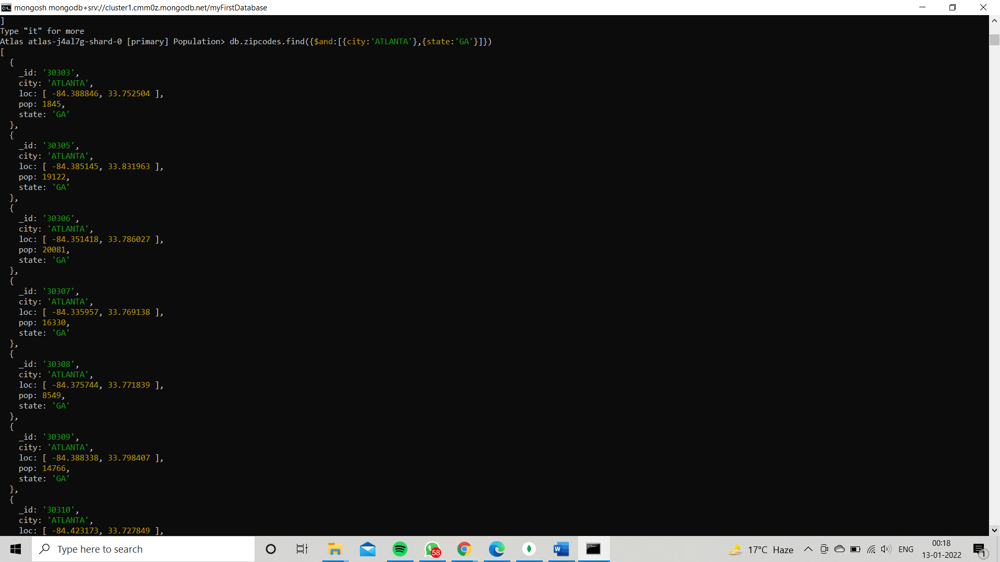 mongosh mongodb+srv://cluster1.cmm0z.mongodb.net/myFirstDatabase
]
Type "it" for more
Atlas atlas-j4al7g-shard-0 [primary] Population> db.zipcodes.find({$and:[{city:'ATLANTA'},{state:'GA'}]})
[
  {
    _id: '30303',
    city: 'ATLANTA',
    loc: [ -84.388846, 33.752504 ],
    pop: 1845,
    state: 'GA'
  },
  {
    _id: '30305',
    city: 'ATLANTA',
    loc: [ -84.385145, 33.831963 ],
    pop: 19122,
    state: 'GA'
  },
  {
    _id: '30306',
    city: 'ATLANTA',
    loc: [ -84.351418, 33.786027 ],
    pop: 20081,
    state: 'GA'
  },
  {
    _id: '30307',
    city: 'ATLANTA',
    loc: [ -84.335957, 33.769138 ],
    pop: 16330,
    state: 'GA'
  },
  {
    _id: '30308',
    city: 'ATLANTA',
    loc: [ -84.375744, 33.771839 ],
    pop: 8549,
    state: 'GA'
  },
  {
    _id: '30309',
    city: 'ATLANTA',
    loc: [ -84.388338, 33.798407 ],
    pop: 14766,
    state: 'GA'
  },
  {
    _id: '30310',
    city: 'ATLANTA',
    loc: [ -84.423173, 33.727849 ],
Type here to search
58
17°C Haze
ENG
00:18
13-01-2022
1